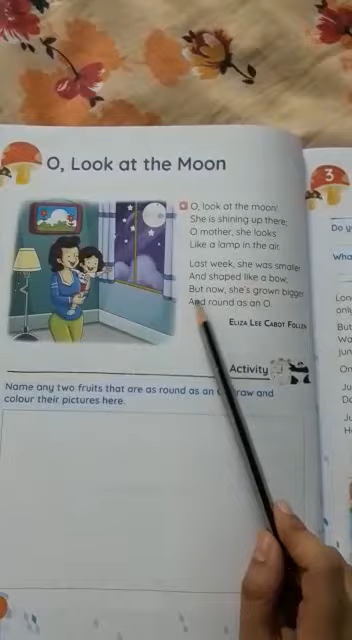 O, Look at the Moon
O, look at the moon!
She is shining up there;
O mother, she looks
Like a lamp in the air.
Last week, she was smaller
And shaped like a bow;
But now, she's grown bigger
And round as an O.
ELIZA LEE CABOT FOLLEN
Activity
Name any two fruits that are as round as an draw and
colour their pictures here.
3
Do